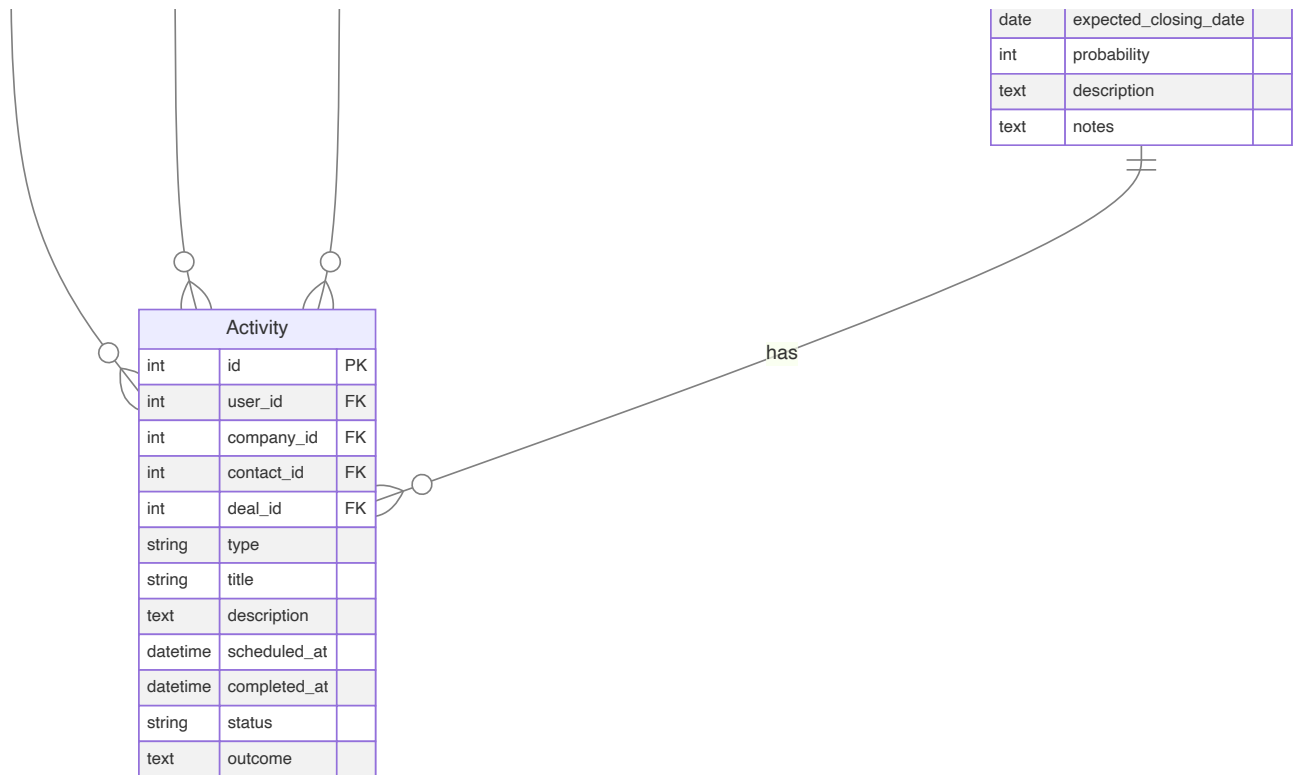 date expected_closing_date
int probability
text description
text notes
has
Activity
int id PK
int user_id FK
int company_id FK
int contact_id FK
int deal_id FK
string type
string title
text description
datetime scheduled_at
datetime completed_at
string status
text outcome